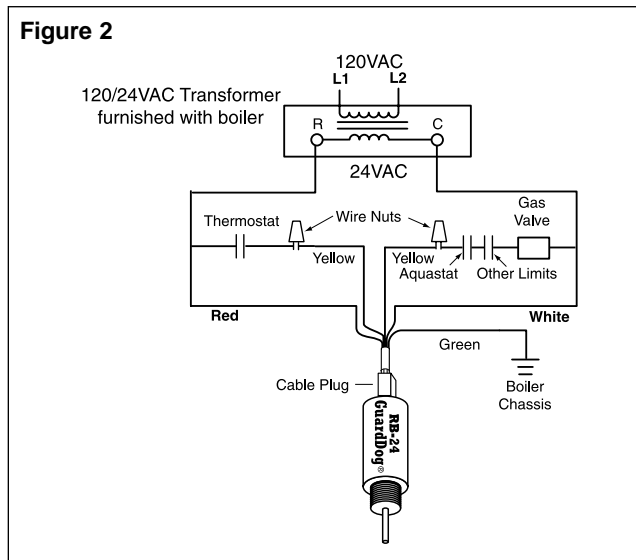 Figure 2
120VAC
L1 L2
120/24VAC Transformer
furnished with boiler
R C
24VAC
Gas
Valve
Thermostat
Wire Nuts
Yellow
Yellow
Aquastat
Other Limits
Red
White
Green
Cable Plug
Boiler
Chassis
RB-24
GuardDog®